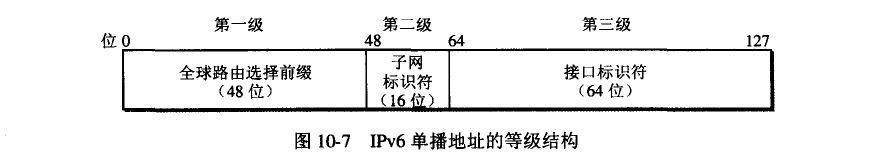 第一级 第二级 第三级
位 0 48 64 127
全球路由选择前缀
（48 位）
子网
标识符
（16 位）
接口标识符
（64 位）
图 10-7 IPv6 单播地址的等级结构